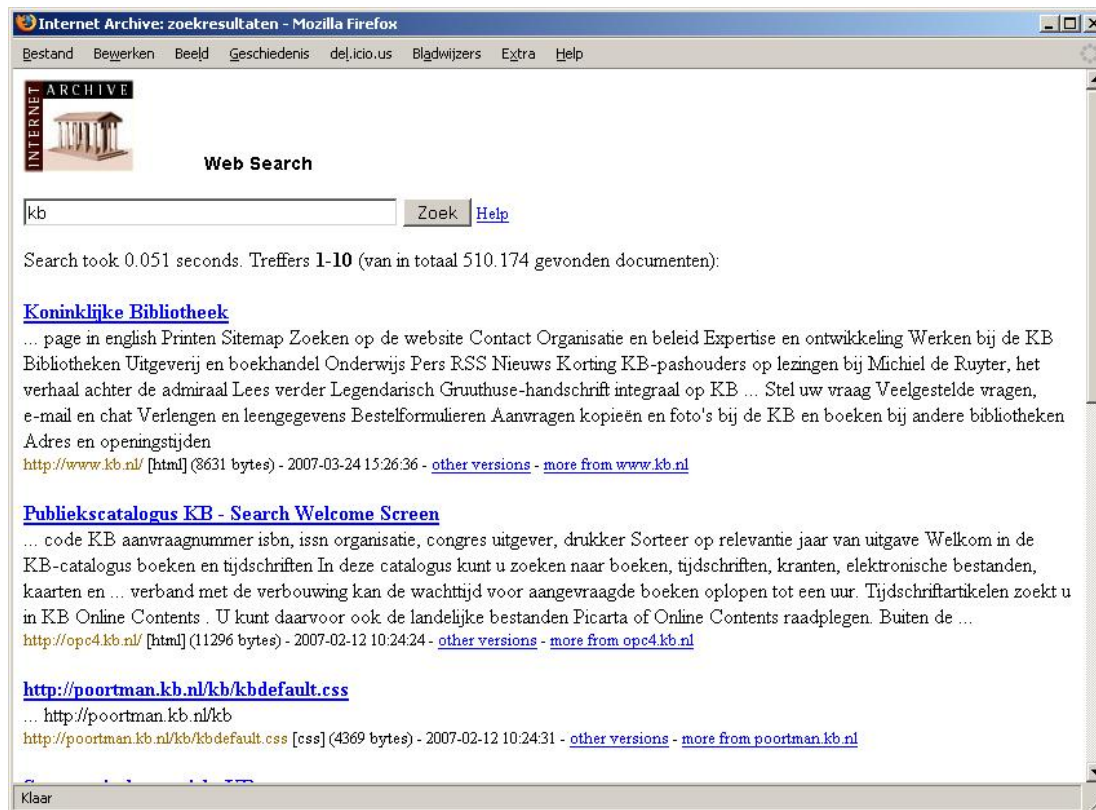 Internet Archive: zoekresultaten - Mozilla Firefox
Bestand Bewerken Beeld Geschiedenis del.icio.us Bladwijzers Extra Help
INTERNET ARCHIVE
Web Search
kb Zoek Help
Search took 0.051 seconds. Treffers 1-10 (van in totaal 510.174 gevonden documenten):
Koninklijke Bibliotheek
... page in english Printen Sitemap Zoeken op de website Contact Organisatie en beleid Expertise en ontwikkeling Werken bij de KB
Bibliotheken Uitgeverij en boekhandel Onderwijs Pers RSS Nieuws Korting KB-pashouders op lezingen bij Michiel de Ruyter, het
verhaal achter de admiraal Lees verder Legendarisch Gruuthuse-handschrift integraal op KB ... Stel uw vraag Veelgestelde vragen,
e-mail en chat Verlengen en leengegevens Bestelformulieren Aanvragen kopieën en foto's bij de KB en boeken bij andere bibliotheken
Adres en openingstijden
http://www.kb.nl/ [html] (8631 bytes) - 2007-03-24 15:26:36 - other versions - more from www.kb.nl
Publiekscatalogus KB - Search Welcome Screen
... code KB aanvraagnummer isbn, issn organisatie, congres uitgever, drukker Sorteer op relevantie jaar van uitgave Welkom in de
KB-catalogus boeken en tijdschriften In deze catalogus kunt u zoeken naar boeken, tijdschriften, kranten, elektronische bestanden,
kaarten en ... verband met de verbouwing kan de wachttijd voor aangevraagde boeken oplopen tot een uur. Tijdschriftartikelen zoekt u
in KB Online Contents . U kunt daarvoor ook de landelijke bestanden Picarta of Online Contents raadplegen. Buiten de ...
http://opc4.kb.nl/ [html] (11296 bytes) - 2007-02-12 10:24:24 - other versions - more from opc4.kb.nl
http://poortman.kb.nl/kb/kbdefault.css
... http://poortman.kb.nl/kb
http://poortman.kb.nl/kb/kbdefault.css [css] (4369 bytes) - 2007-02-12 10:24:31 - other versions - more from poortman.kb.nl
Klaar